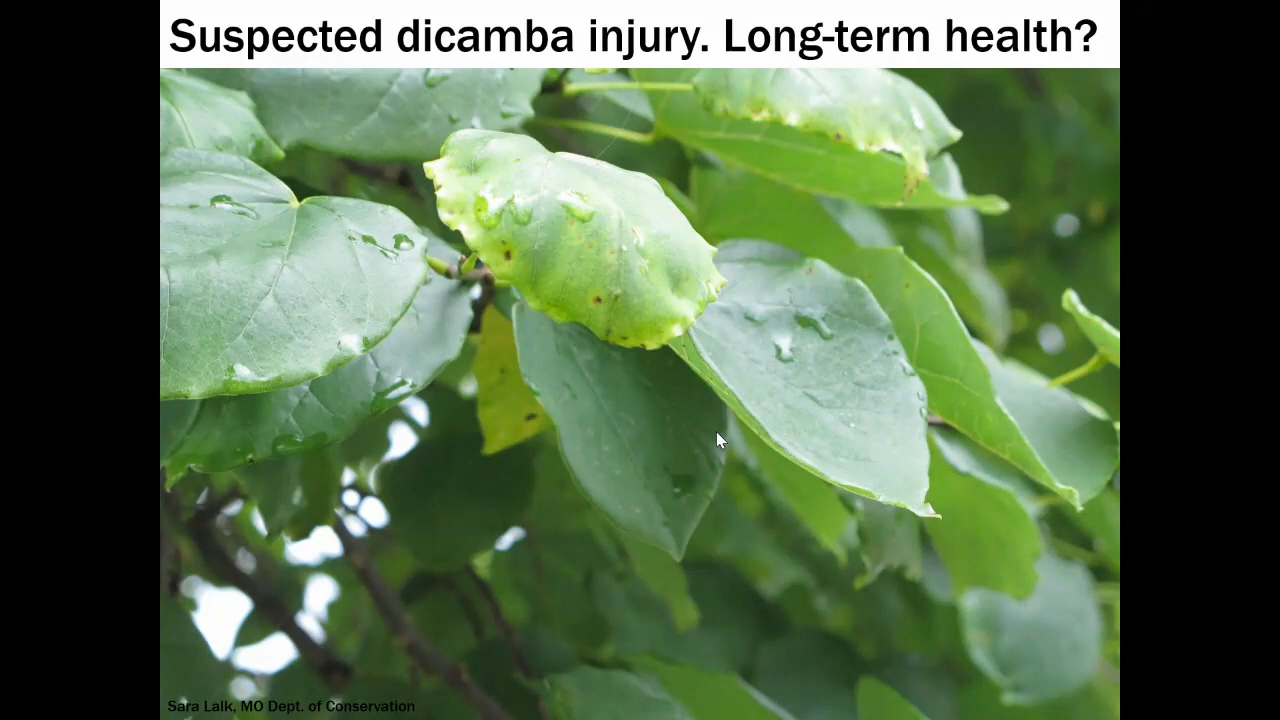 Suspected dicamba injury. Long-term health?
Sara Lalk, MO Dept. of Conservation